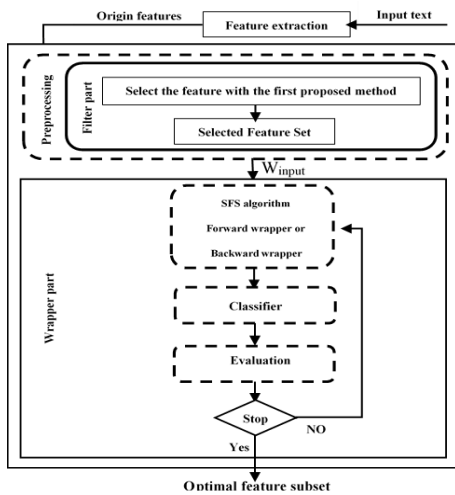 Origin features
Input text
Feature extraction
Preprocessing
Filter part
Select the feature with the first proposed method
Selected Feature Set
Winput
Wrapper part
SFS algorithm
Forward wrapper or
Backward wrapper
Classifier
Evaluation
Stop
NO
Yes
Optimal feature subset